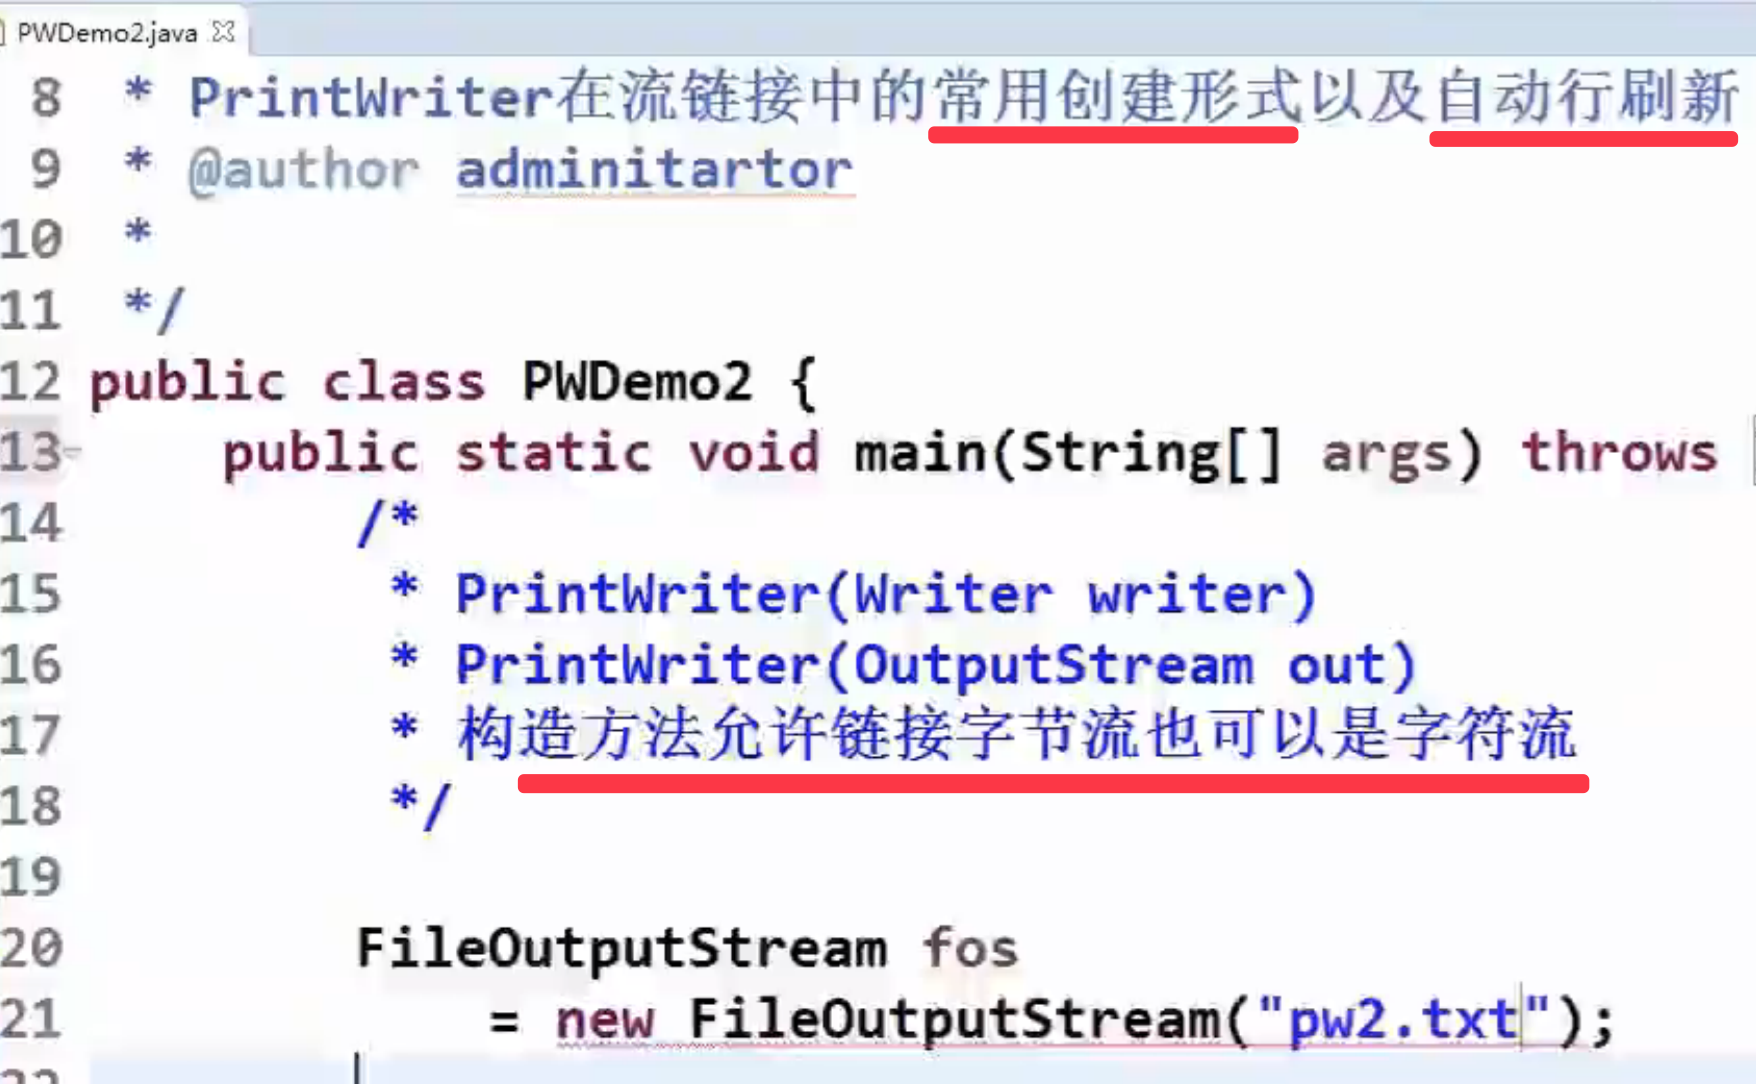 PWDemo2.java
8 * PrintWriter在流链接中的常用创建形式以及自动行刷新
9 * @author adminitartor
10 *
11 */
12 public class PWDemo2 {
13 public static void main(String[] args) throws
14 /*
15 * PrintWriter(Writer writer)
16 * PrintWriter(OutputStream out)
17 * 构造方法允许链接字节流也可以是字符流
18 */
19
20 FileOutputStream fos
21 = new FileOutputStream("pw2.txt");
22